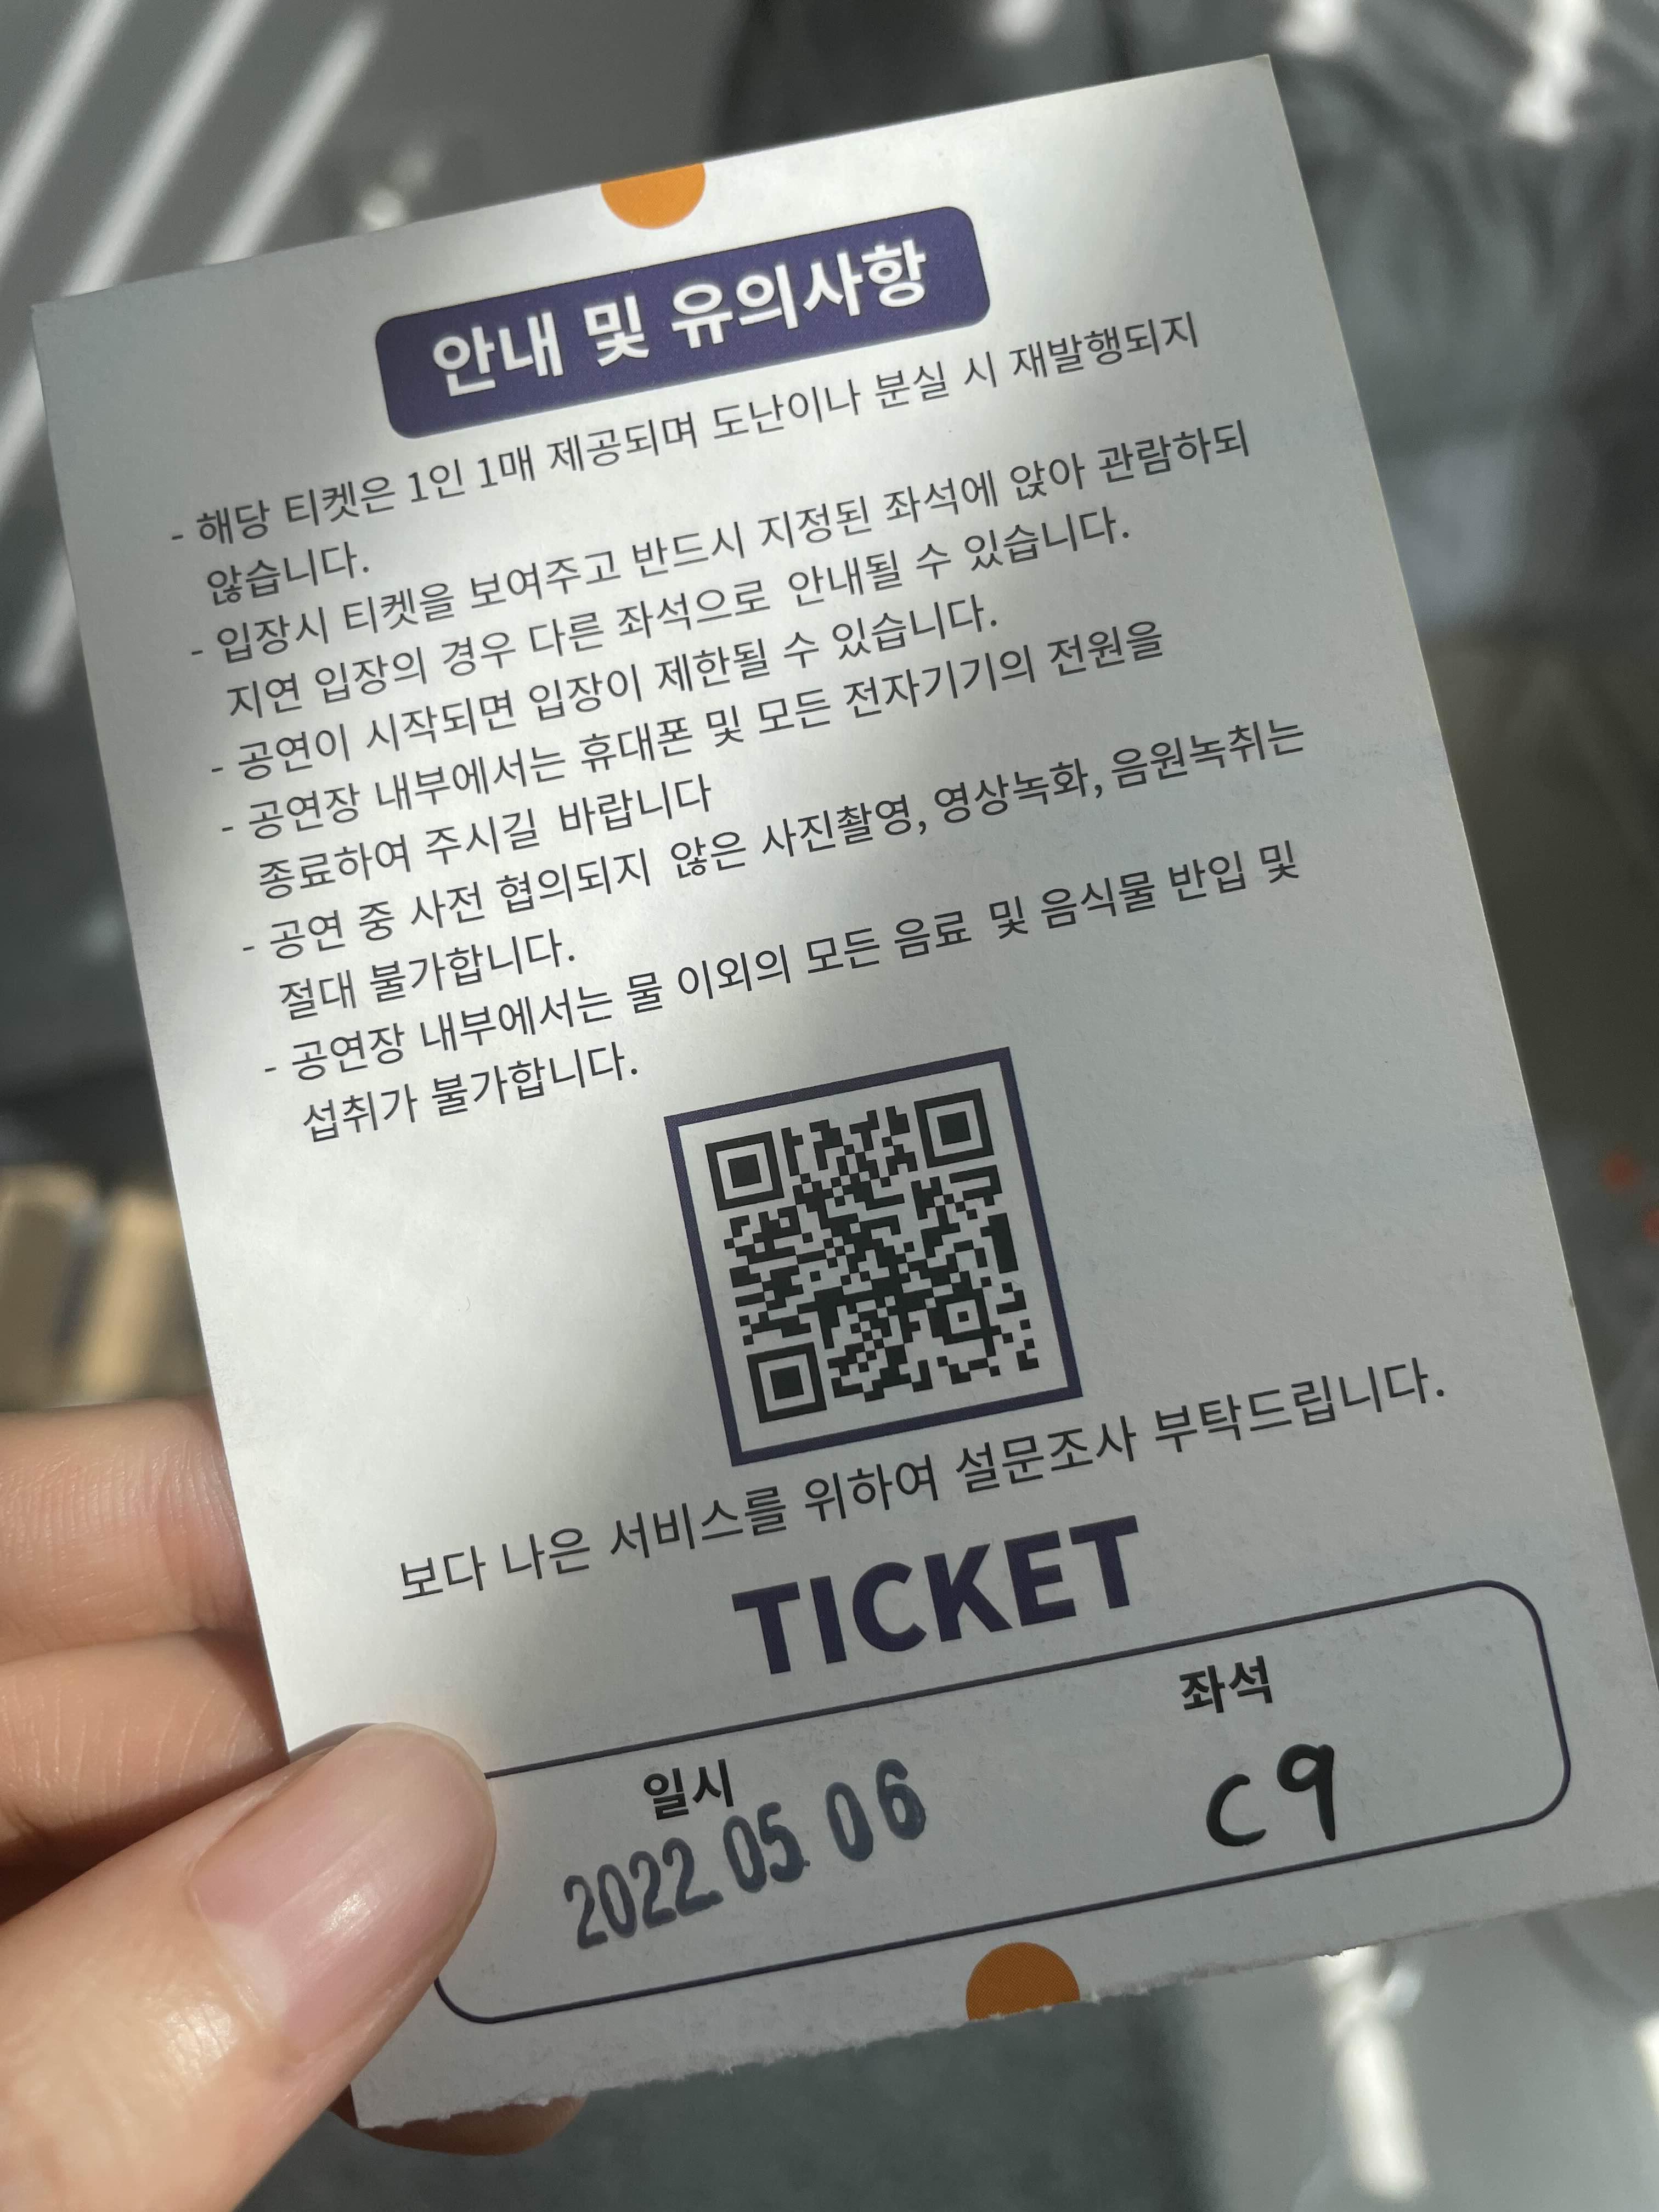 안내 및 유의사항
- 해당 티켓은 1인 1매 제공되며 도난이나 분실 시 재발행되지
않습니다.
- 입장시 티켓을 보여주고 반드시 지정된 좌석에 앉아 관람하되
지연 입장의 경우 다른 좌석으로 안내될 수 있습니다.
- 공연이 시작되면 입장이 제한될 수 있습니다.
- 공연장 내부에서는 휴대폰 및 모든 전자기기의 전원을
종료하여 주시길 바랍니다
- 공연 중 사전 협의되지 않은 사진촬영, 영상녹화, 음원녹취는
절대 불가합니다.
- 공연장 내부에서는 물 이외의 모든 음료 및 음식물 반입 및
섭취가 불가합니다.
보다 나은 서비스를 위하여 설문조사 부탁드립니다.
TICKET
일시
2022.05.06
좌석
C9